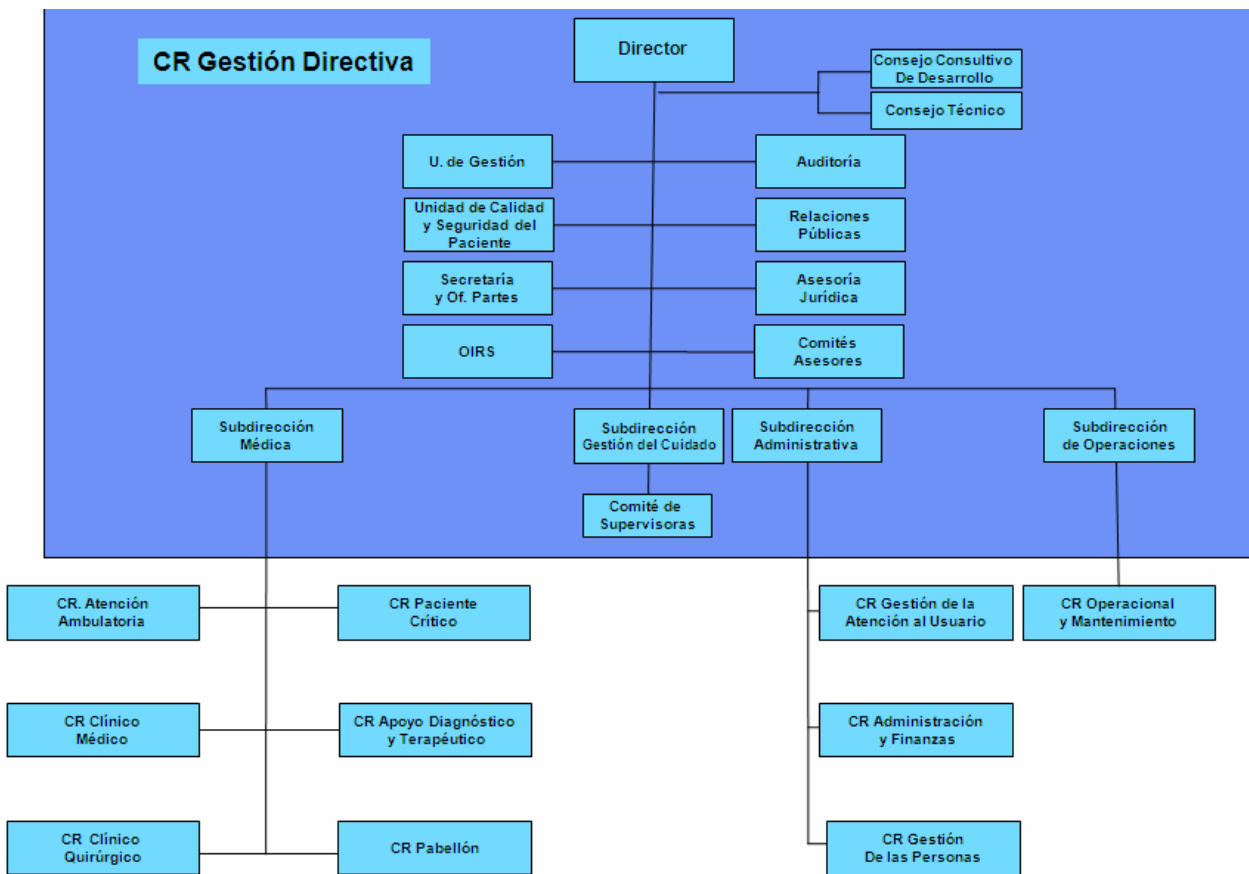 CR Gestión Directiva
Director
Consejo Consultivo
De Desarrollo
Consejo Técnico
U. de Gestión
Auditoría
Unidad de Calidad
y Seguridad del
Paciente
Relaciones
Públicas
Secretaría
y Of. Partes
Asesoría
Jurídica
OIRS
Comités
Asesores
Subdirección
Médica
Subdirección
Gestión del Cuidado
Subdirección
Administrativa
Subdirección
de Operaciones
Comité de
Supervisoras
CR. Atención
Ambulatoria
CR Paciente
Crítico
CR Gestión de la
Atención al Usuario
CR Operacional
y Mantenimiento
CR Clínico
Médico
CR Apoyo Diagnóstico
y Terapéutico
CR Administración
y Finanzas
CR Clínico
Quirúrgico
CR Pabellón
CR Gestión
De las Personas